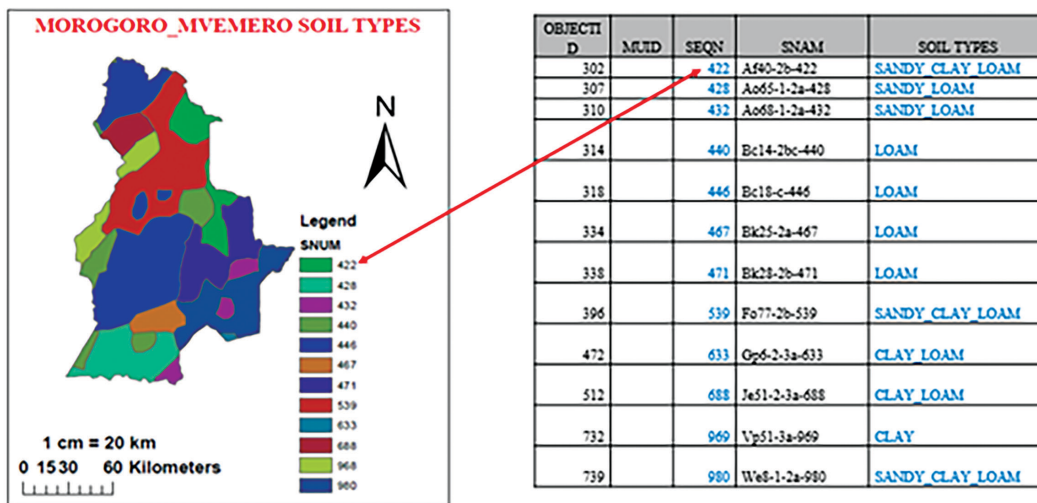 MOROGORO_MVEMERO SOIL TYPES
N
Legend
SNUM
422
428
432
440
446
467
471
539
633
688
968
980
1 cm = 20 km
0 15 30 60 Kilometers
OBJECTI
D MUID SEQN SNAM SOIL TYPES
302 422 Af40-2b-422 SANDY_CLAY_LOAM
307 428 Ao65-1-2a-428 SANDY_LOAM
310 432 Ao68-1-2a-432 SANDY_LOAM
314 440 Bc14-2bc-440 LOAM
318 446 Bc18-c-446 LOAM
334 467 Bk25-2a-467 LOAM
338 471 Bk28-2b-471 LOAM
396 539 Fo77-2b-539 SANDY_CLAY_LOAM
472 633 Gp6-2-3a-633 CLAY_LOAM
512 688 Je51-2-3a-688 CLAY_LOAM
732 969 Vp51-3a-969 CLAY
739 980 We8-1-2a-980 SANDY_CLAY_LOAM